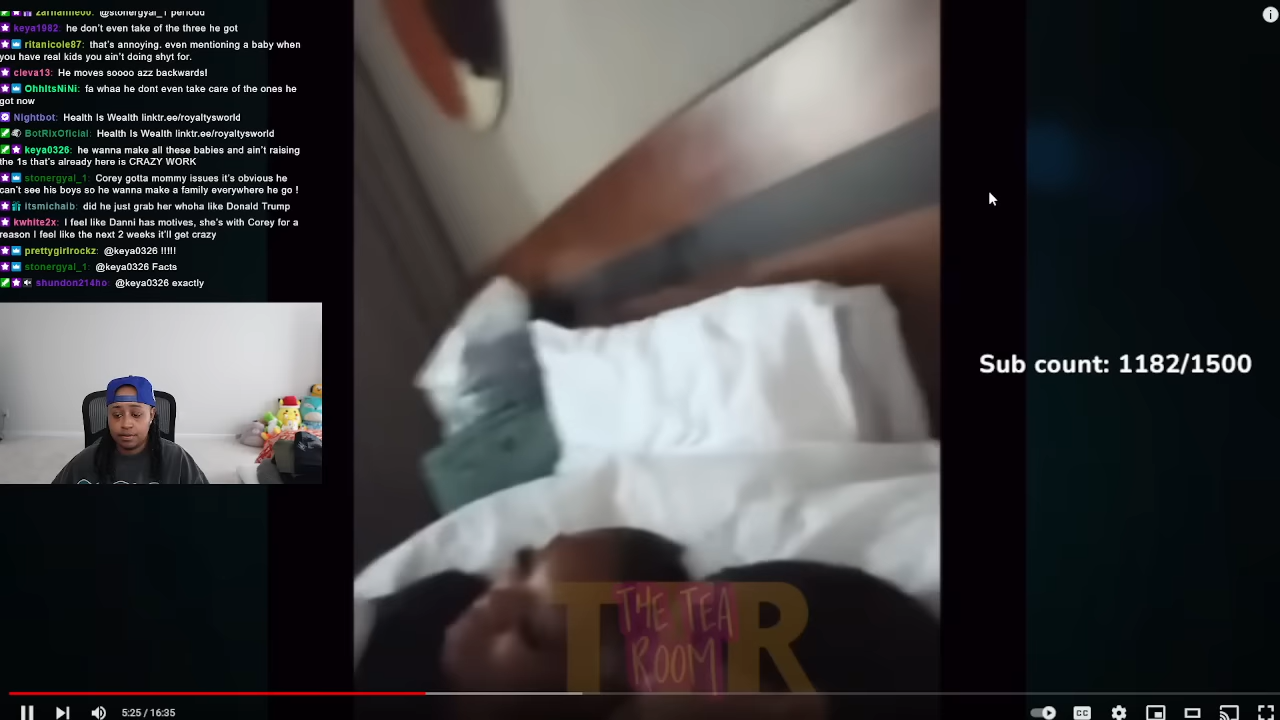 zarhanie00: @stonergyal_1 periodd
keya1982: he don't even take of the three he got
ritanicole87: that's annoying. even mentioning a baby when
you have real kids you ain't doing shyt for.
cleva13: He moves soooo azz backwards!
OhhItsNiNi: fa whaa he dont even take care of the ones he
got now
Nightbot: Health Is Wealth linktr.ee/royaltysworld
BotRixOficial: Health Is Wealth linktr.ee/royaltysworld
keya0326: he wanna make all these babies and ain't raising
the 1s that's already here is CRAZY WORK
stonergyal_1: Corey gotta mommy issues it's obvious he
can't see his boys so he wanna make a family everywhere he go !
itsmichaib: did he just grab her whoha like Donald Trump
kwhite2x: I feel like Danni has motives, she's with Corey for a
reason I feel like the next 2 weeks it'll get crazy
prettygirlrockz: @keya0326 !!!!!
stonergyal_1: @keya0326 Facts
shundon214ho: @keya0326 exactly
Sub count: 1182/1500
T THE TEA R
ROOM
5:25 / 16:35
CC